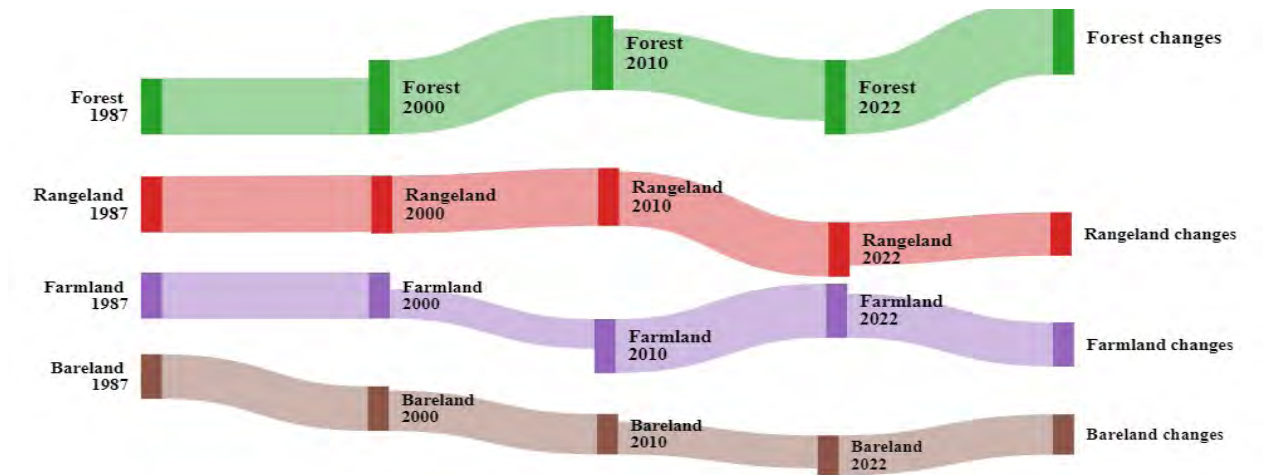 Forest
1987
Forest
2000
Forest
2010
Forest
2022
Forest changes
Rangeland
1987
Rangeland
2000
Rangeland
2010
Rangeland
2022
Rangeland changes
Farmland
1987
Farmland
2000
Farmland
2010
Farmland
2022
Farmland changes
Bareland
1987
Bareland
2000
Bareland
2010
Bareland
2022
Bareland changes